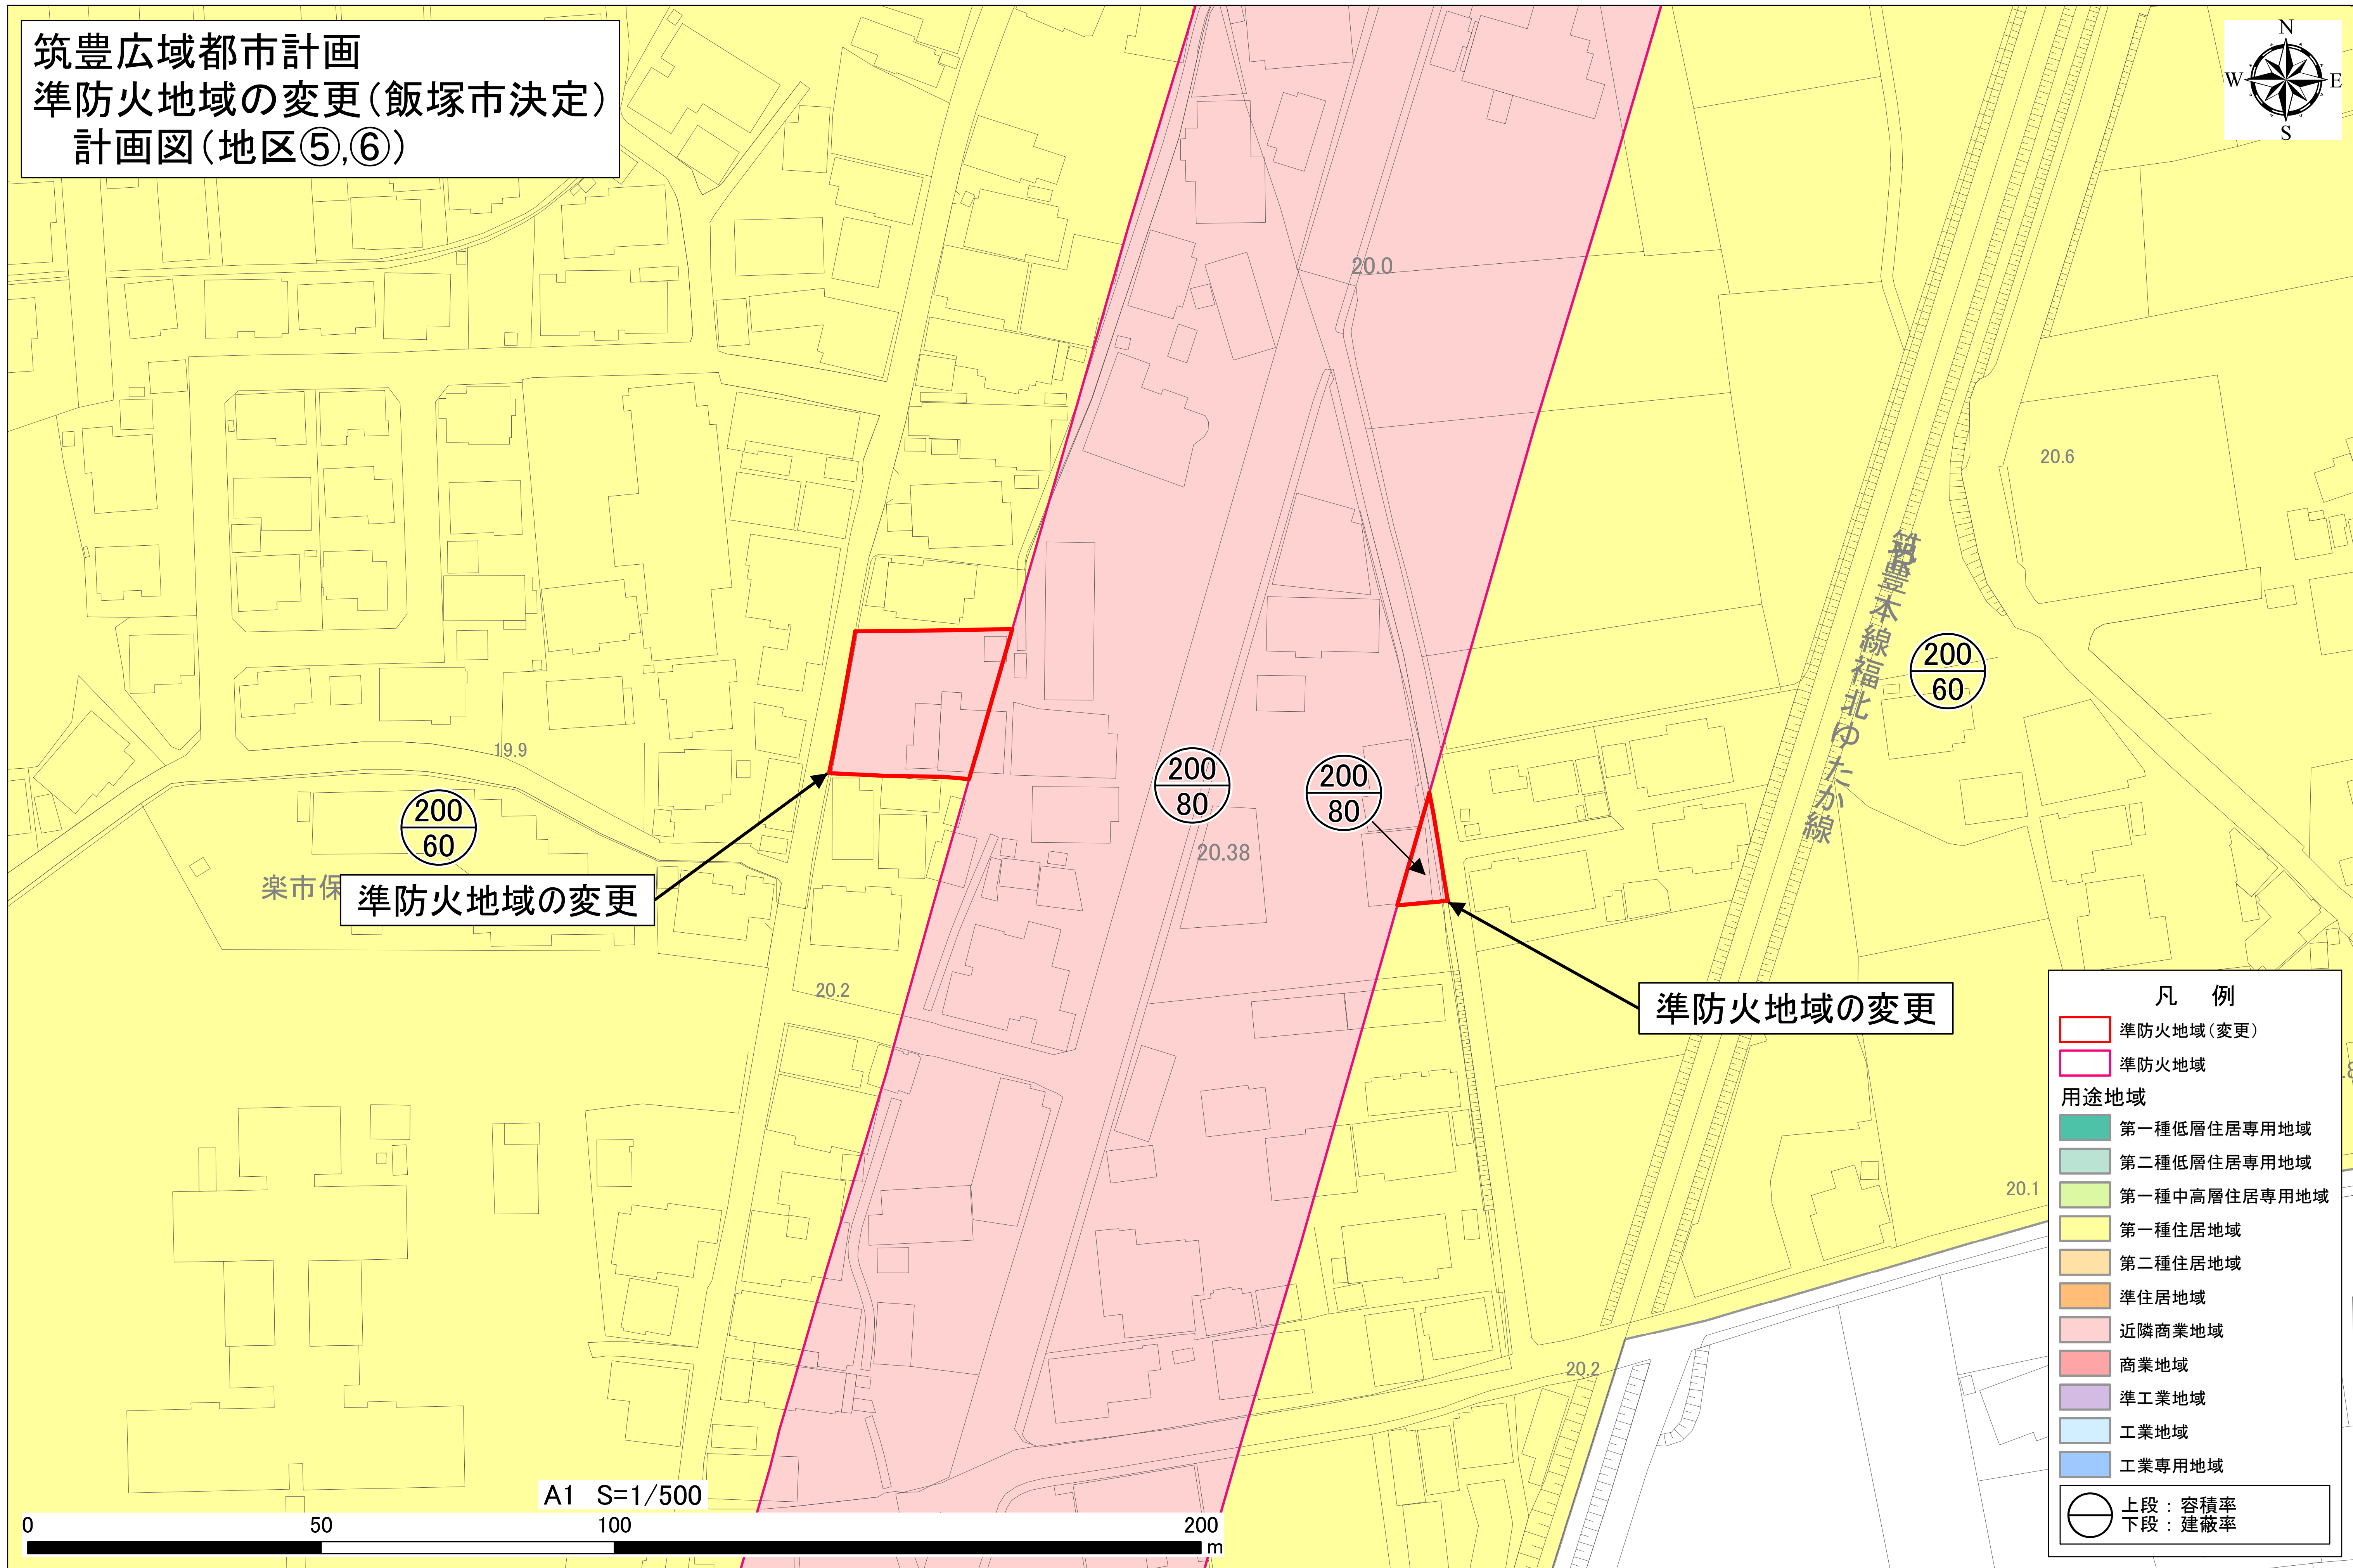 筑豊広域都市計画
準防火地域の変更(飯塚市決定)
計画図(地区⑤,⑥)
N
W E
S
20.0
20.6
200
60
19.9
200
80
200
80
200
60
20.38
楽市保
準防火地域の変更
筑豊本線福北ゆたか線
20.2
準防火地域の変更
20.1
20.2
凡 例
準防火地域(変更)
準防火地域
用途地域
第一種低層住居専用地域
第二種低層住居専用地域
第一種中高層住居専用地域
第一種住居地域
第二種住居地域
準住居地域
近隣商業地域
商業地域
準工業地域
工業地域
工業専用地域
上段：容積率
下段：建蔽率
A1 S=1/500
0 50 100 200
m